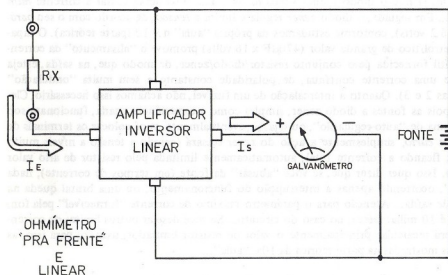 RX
AMPLIFICADOR
INVERSOR
LINEAR
IE
IS
+
−
GALVANÔMETRO
FONTE
OHMÍMETRO
"PRA FRENTE"
E
LINEAR